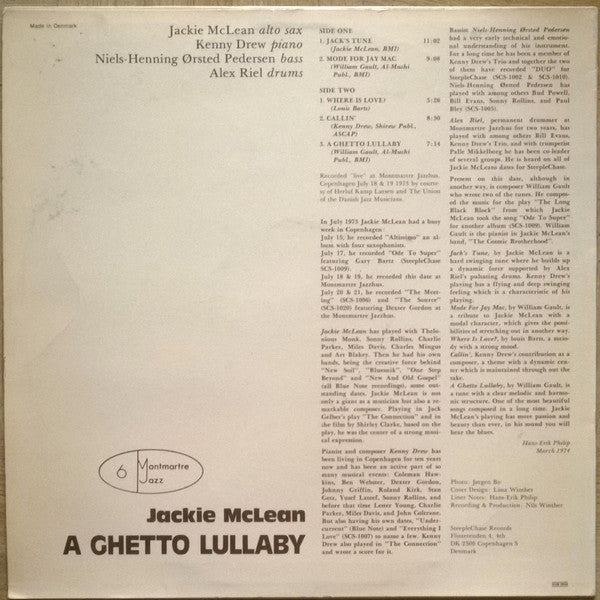 Made in Denmark
Jackie McLean alto sax
Kenny Drew piano
Niels-Henning Ørsted Pedersen bass
Alex Riel drums
SIDE ONE
1. JACK'S TUNE 11:02
(Jackie McLean, BMI)
2. MODE FOR JAY MAC 9:08
(William Gault, Al-Muchi
Publ., BMI)
SIDE TWO
1. WHERE IS LOVE? 5:28
(Louis Barts)
2. CALLIN' 8:30
(Kenny Drew, Shirew Publ.,
ASCAP)
3. A GHETTO LULLABY 7:14
(William Gault, Al-Muchi
Publ., BMI)
Recorded "live" at Montmartre Jazzhus,
Copenhagen July 18 & 19 1973 by courte-
sy of Herluf Kamp Larsen and The Union
of the Danish Jazz Musicians.
In July 1973 Jackie McLean had a busy
week in Copenhagen:
July 15, he recorded "Altissimo" an al-
bum with four saxophonists.
July 17, he recorded "Ode To Super"
featuring Gary Bartz (SteepleChase
SCS-1009).
July 18 & 19, he recorded this date at
Montmartre Jazzhus.
July 20 & 21, he recorded "The Meet-
ing" (SCS-1006) and "The Source"
(SCS-1020) featuring Dexter Gordon at
the Montmartre Jazzhus.
Jackie McLean has played with Thelo-
nious Monk, Sonny Rollins, Charlie
Parker, Miles Davis, Charles Mingus
and Art Blakey. Then he had his own
bands, being the creative force behind
"New Soil", "Bluesnik", "One Step
Beyond" and "New And Old Gospel"
(all Blue Note recordings), some out-
standing dates. Jackie McLean is not
only a giant as a musician but also a re-
markable composer. Playing in Jack
Gelber's play "The Connection" and in
the film by Shirley Clarke, based on the
play, he was the center of a strong musi-
cal expression.
Pianist and composer Kenny Drew has
been living in Copenhagen for ten years
now and has been an active part of so
many musical events: Coleman Haw-
kins, Ben Webster, Dexter Gordon,
Johnny Griffin, Roland Kirk, Stan
Getz, Yusef Lateef, Sonny Rollins, and
before that time Lester Young, Charlie
Parker, Miles Davis, and John Coltrane.
But also having his own dates, "Under-
current" (Blue Note) and "Everything I
Love" (SCS-1007) to name a few. Kenny
Drew also played in "The Connection"
and wrote a score for it.
Bassist Niels-Henning Ørsted Pedersen
had a very early technical and emotio-
nal understanding of his instrument.
For a long time he has been a member of
Kenny Drew's Trio and together the two
of them have recorded "DUO" for
SteepleChase (SCS-1002 & SCS-1010).
Niels-Henning Ørsted Pedersen has
played with among others Bud Powell,
Bill Evans, Sonny Rollins, and Paul
Bley (SCS-1005).
Alex Riel, permanent drummer at
Montmartre Jazzhus for two years, has
played with among others Bill Evans,
Kenny Drew's Trio, and with trumpetist
Palle Mikkelborg he has been co-leader
of several groups. He is heard on all of
Jackie McLeans dates for SteepleChase.
Present on this date, although in
another way, is composer William Gault
who wrote two of the tunes. He compos-
ed the music for the play "The Long
Black Block" from which Jackie
McLean took the song "Ode To Super"
for another album (SCS-1009). William
Gault is the pianist in Jackie McLean's
band, "The Cosmic Brotherhood".
Jack's Tune, by Jackie McLean is a
hard swinging tune where he builds up
a dynamic force supported by Alex
Riel's pulsating drums. Kenny Drew's
playing has a flying and deep swinging
feeling which is a characteristic of his
playing.
Mode For Jay Mac, by William Gault, is
a tribute to Jackie McLean with a
modal character, which gives the possi-
bilities of stretching out in what he does.
Where Is Love?, by louis Barts, a melo-
dy with a strong mood.
Callin', Kenny Drew's contribution as a
composer, a theme with a dynamic cen-
ter which is maintained through out the
take.
A Ghetto Lullaby, by William Gault, is
a tune with a clear melodic and harmo-
nic structure. One of the most beautiful
songs composed in a long time. Jackie
McLean's playing has more passion and
beauty than ever, in his sound you will
hear the blues.
Hans-Erik Philip
March 1974
Photo: Jørgen Bo
Cover Design: Lina Winther
Liner Notes: Hans-Erik Philip
Recording & Production: Nils Winther
SteepleChase Records
DK 2500 Copenhagen
Denmark
6 Montmartre
Jazz
Jackie McLean
A GHETTO LULLABY